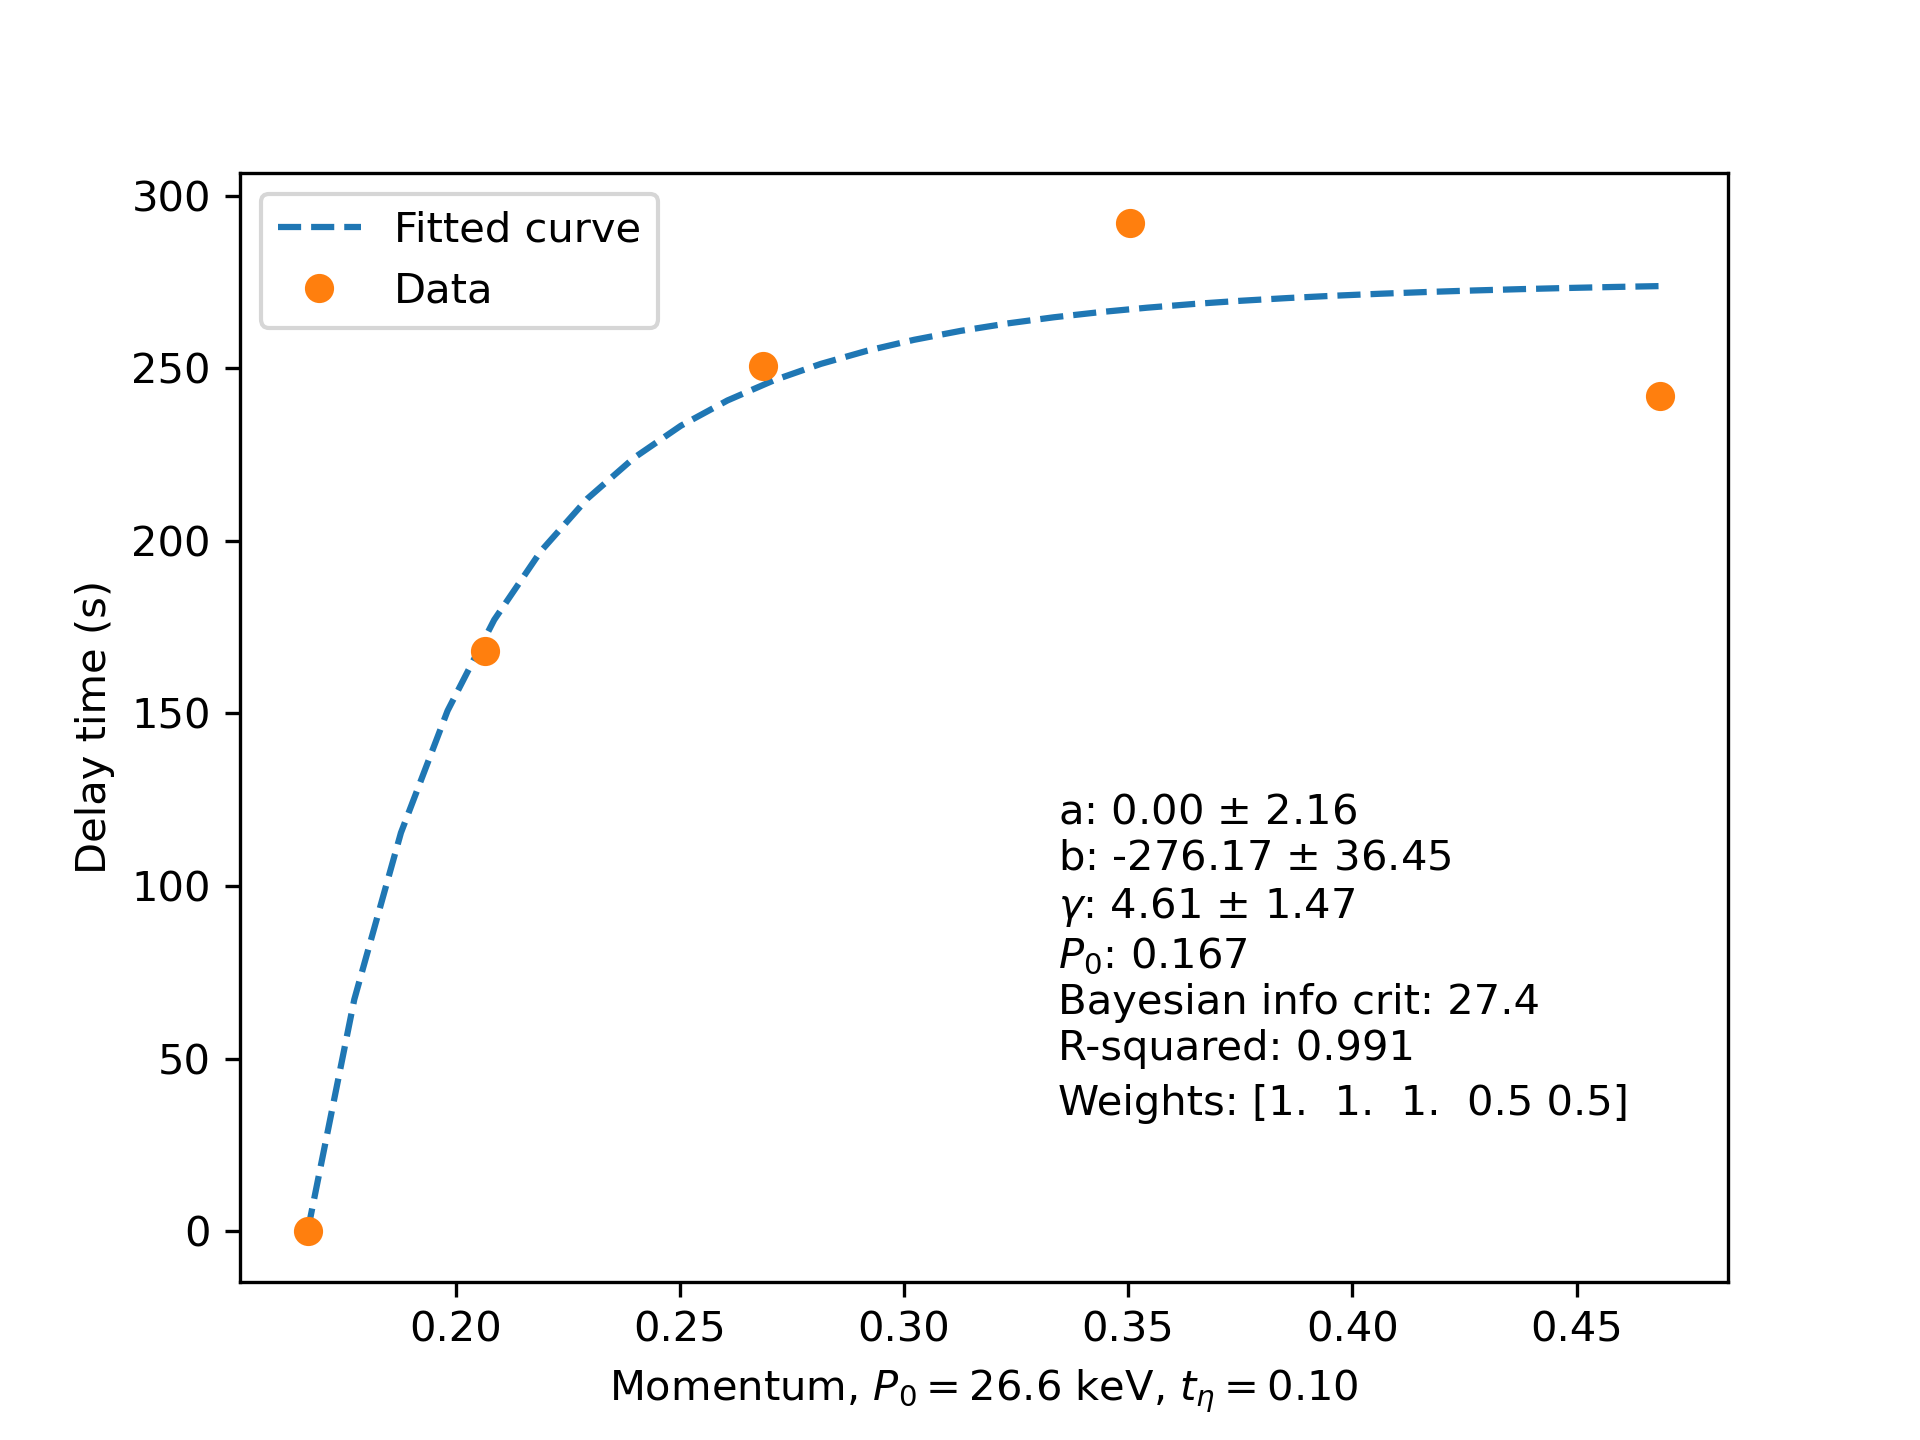 300
250
200
150
100
50
0
Delay time (s)
Fitted curve
Data
a: 0.00 ± 2.16
b: -276.17 ± 36.45
γ: 4.61 ± 1.47
P₀: 0.167
Bayesian info crit: 27.4
R-squared: 0.991
Weights: [1.  1.  1.  0.5 0.5]
0.20 0.25 0.30 0.35 0.40 0.45
Momentum, P₀ = 26.6 keV, tη = 0.10